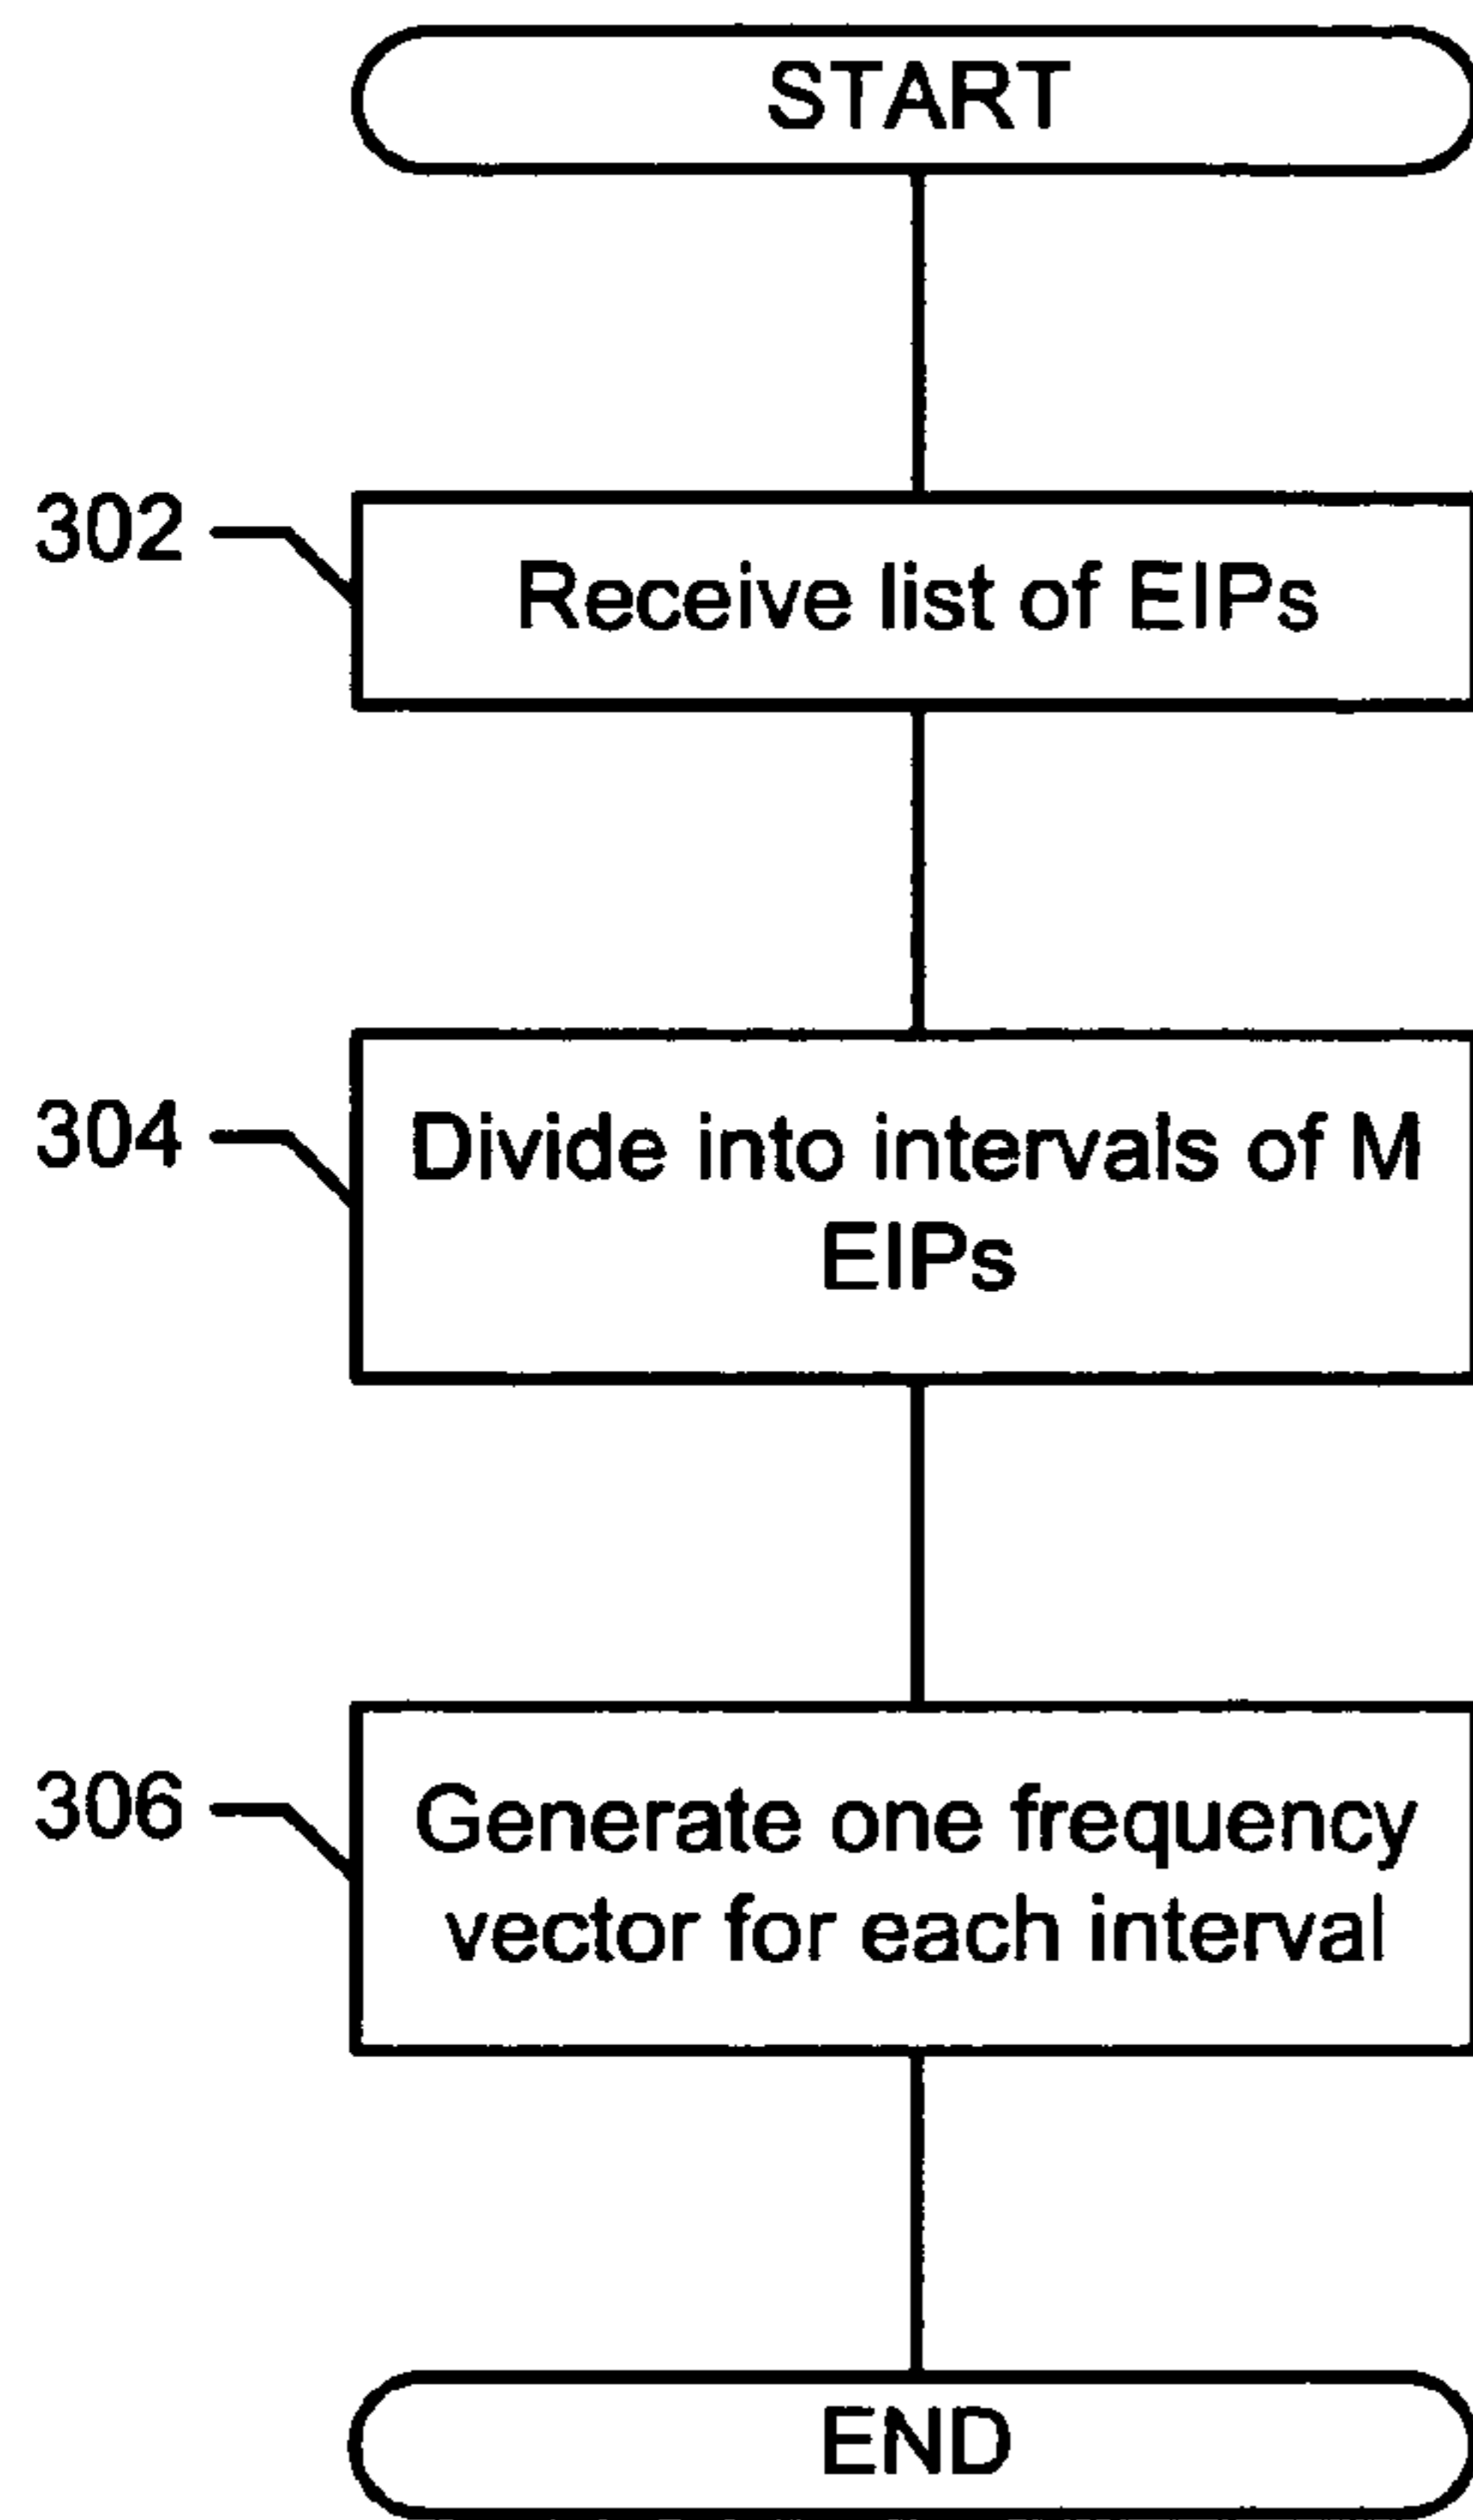 START
302
Receive list of EIPs
304
Divide into intervals of M
EIPs
306
Generate one frequency
vector for each interval
END